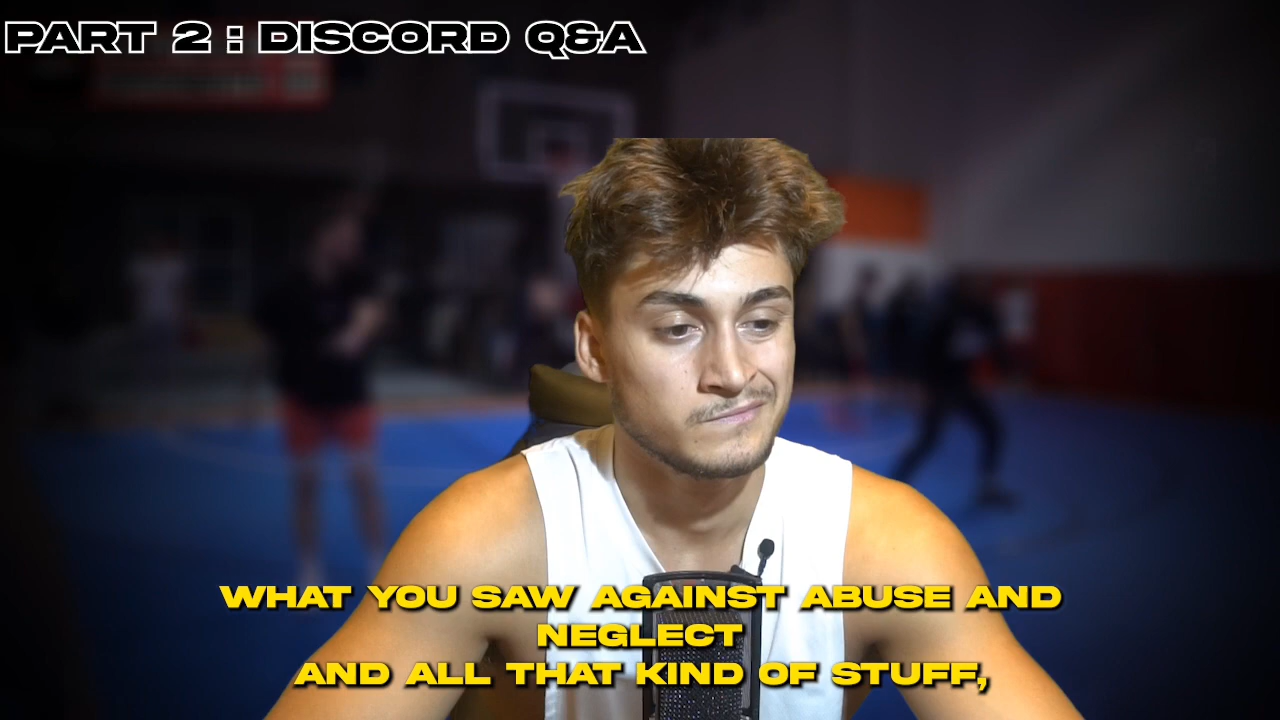 PART 2 : DISCORD Q&A
WHAT YOU SAW AGAINST ABUSE AND
NEGLECT
AND ALL THAT KIND OF STUFF,